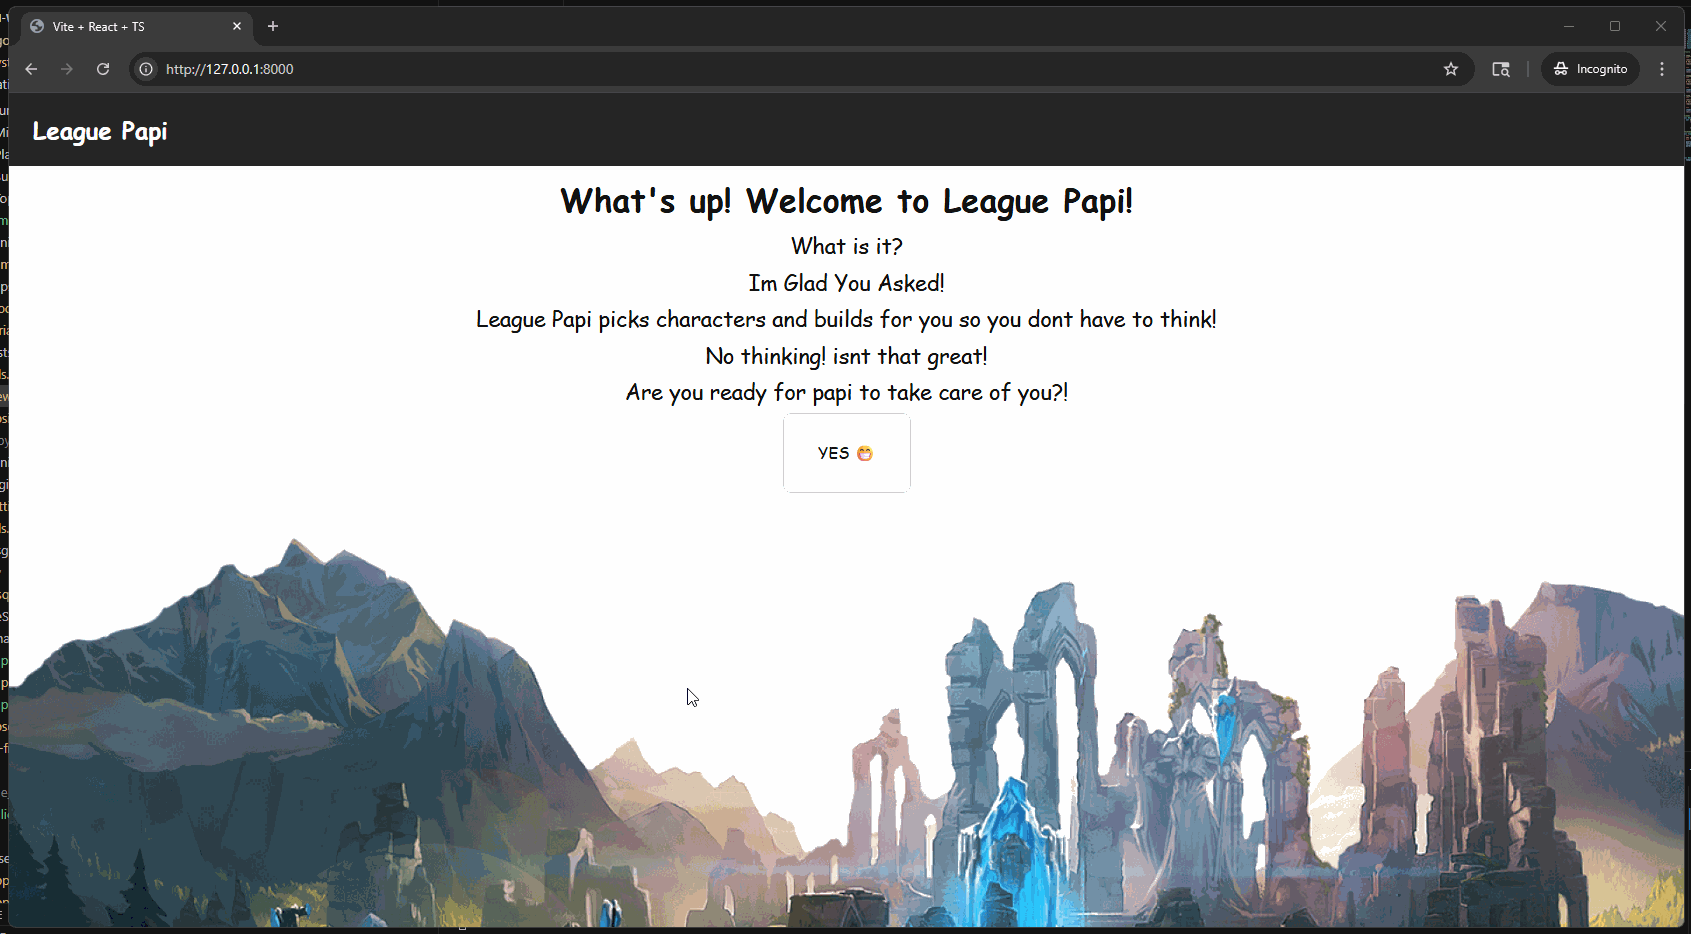 Vite + React + TS
http://127.0.0.1:8000
Incognito
League Papi
What's up! Welcome to League Papi!
What is it?
Im Glad You Asked!
League Papi picks characters and builds for you so you dont have to think!
No thinking! isnt that great!
Are you ready for papi to take care of you?!
YES 😁